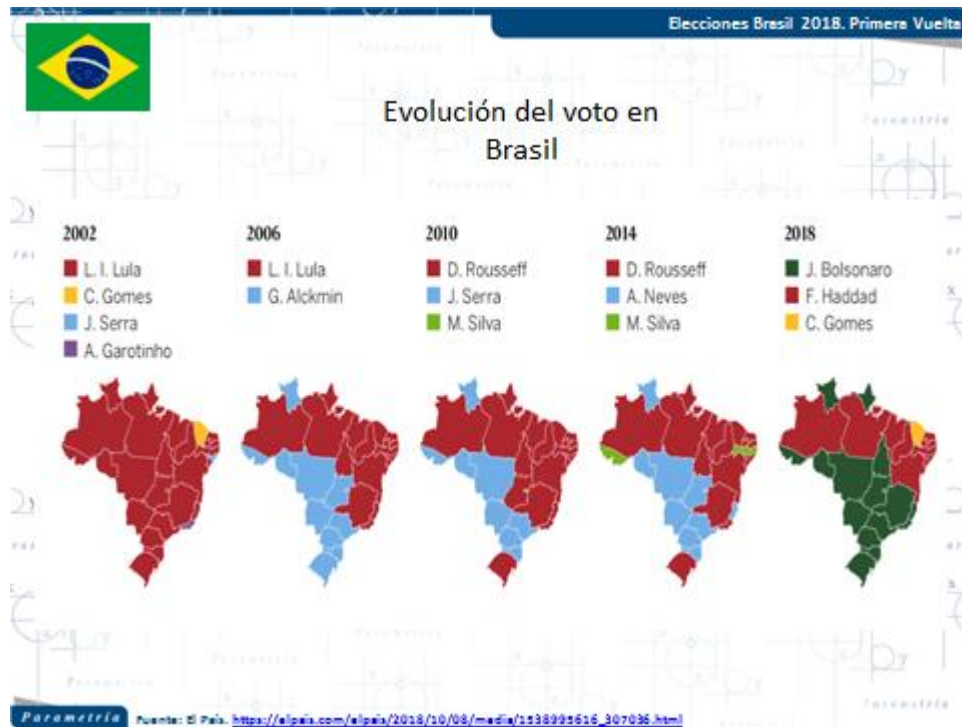 Elecciones Brasil 2018. Primera Vuelta
Evolución del voto en
Brasil
2002
L. I. Lula
C. Gomes
J. Serra
A. Garotinho
2006
L. I. Lula
G. Alckmin
2010
D. Rousseff
J. Serra
M. Silva
2014
D. Rousseff
A. Neves
M. Silva
2018
J. Bolsonaro
F. Haddad
C. Gomes
Parametría
Fuente: El País. https://elpais.com/elpais/2018/10/08/media/1538995616_307036.html